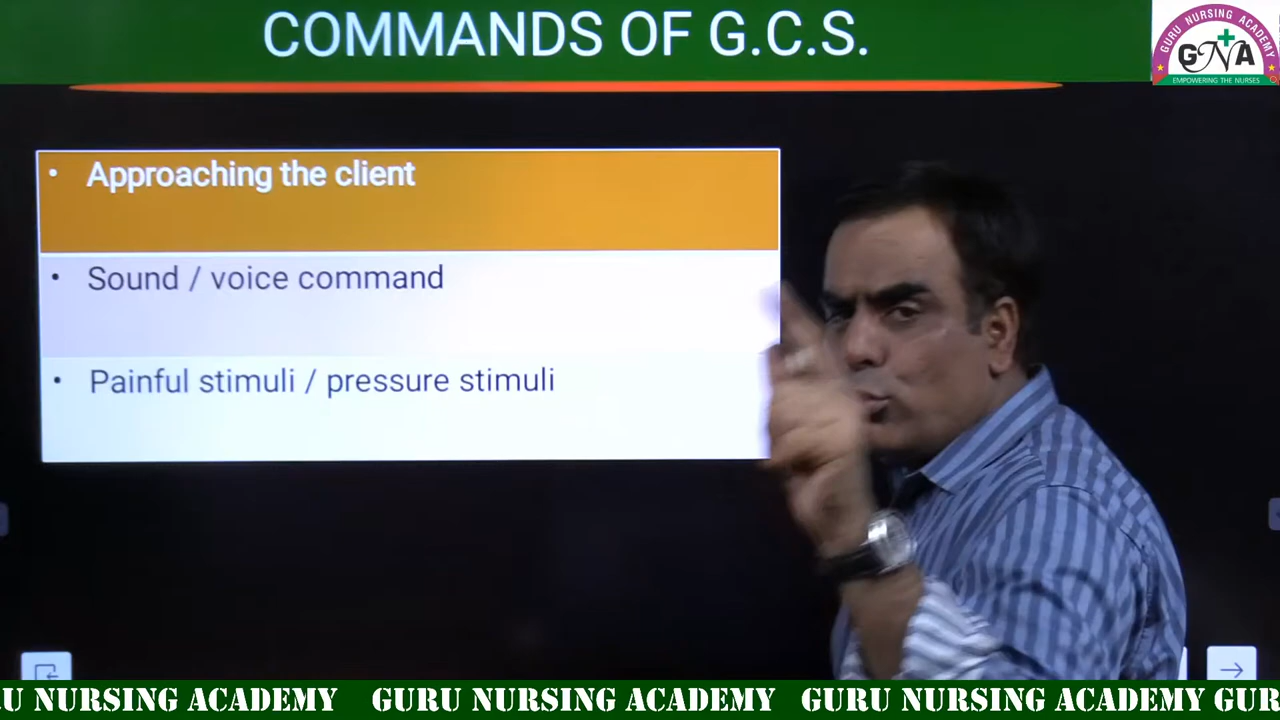 COMMANDS OF G.C.S.
GURU NURSING ACADEMY
GNA
EMPOWERING THE NURSES
• Approaching the client
• Sound / voice command
• Painful stimuli / pressure stimuli
RU NURSING ACADEMY GURU NURSING ACADEMY GURU NURSING ACADEMY GUR